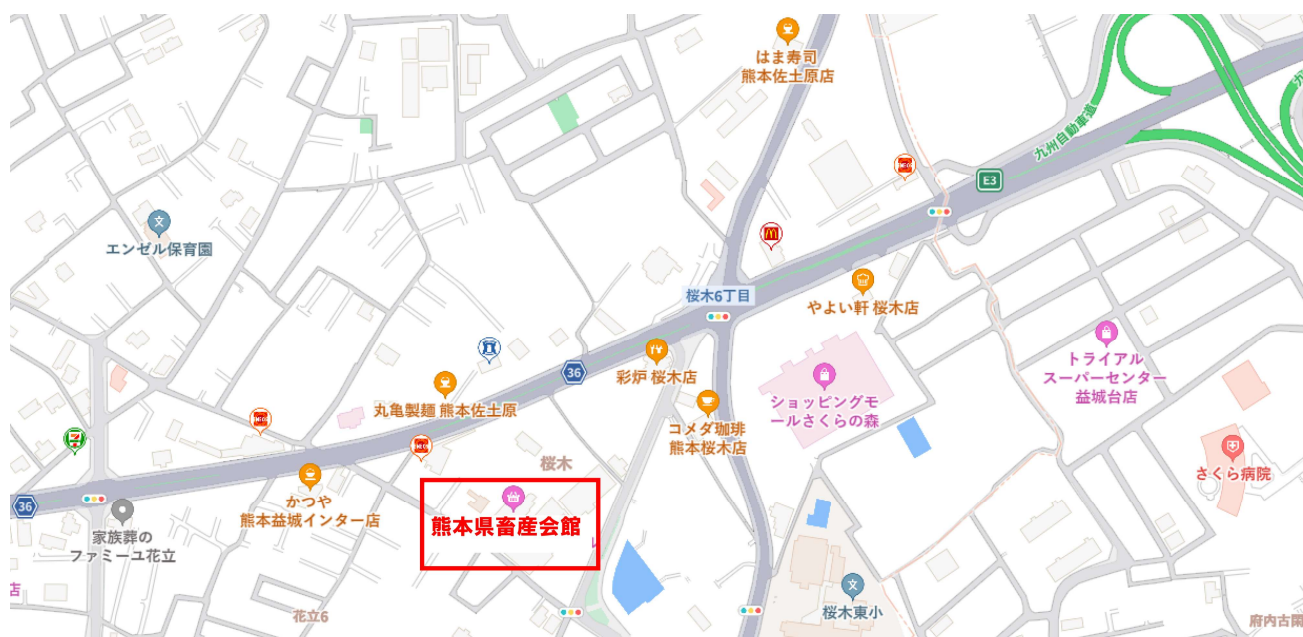 はま寿司
熊本佐土原店
九州自動車道
九
E3
エンゼル保育園
桜木6丁目
やよい軒 桜木店
トライアル
スーパーセンター
益城台店
36
彩炉 桜木店
丸亀製麺 熊本佐土原
ショッピングモ
ールさくらの森
コメダ珈琲
熊本桜木店
桜木
さくら病院
かつや
熊本益城インター店
36
熊本県畜産会館
家族葬の
ファミーユ花立
店
花立6
桜木東小
府内古閑